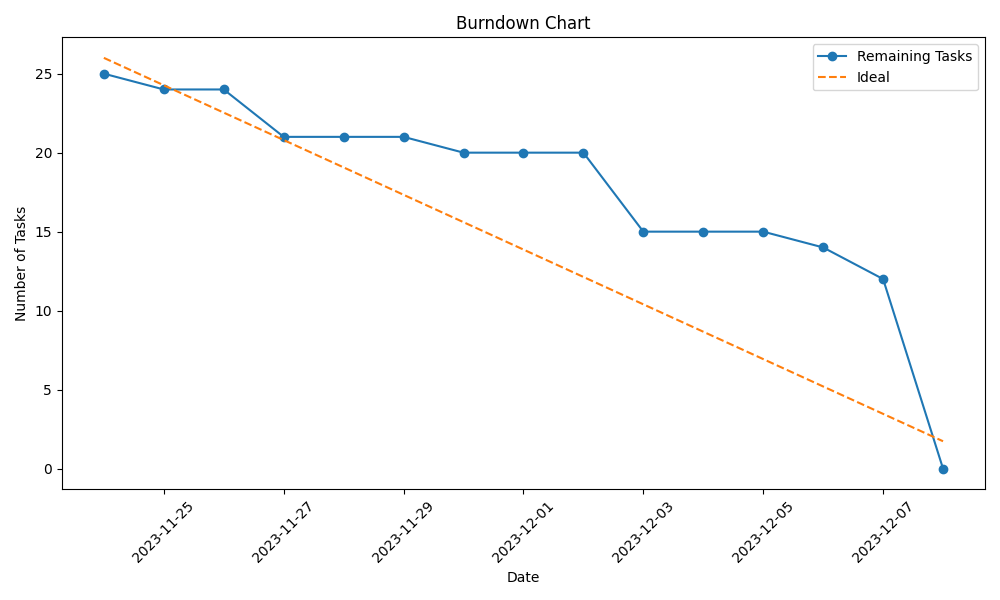 Burndown Chart
Remaining Tasks
Ideal
Number of Tasks
25
20
15
10
5
0
2023-11-25
2023-11-27
2023-11-29
2023-12-01
2023-12-03
2023-12-05
2023-12-07
Date